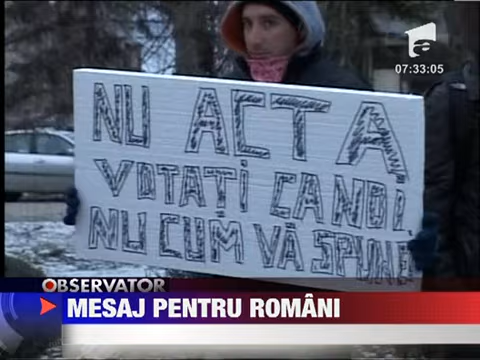 07:33:05
NU ACTA
VOTAȚI CA NOI,
NU CUM VĂ SPUNE
OBSERVATOR
MESAJ PENTRU ROMÂNI